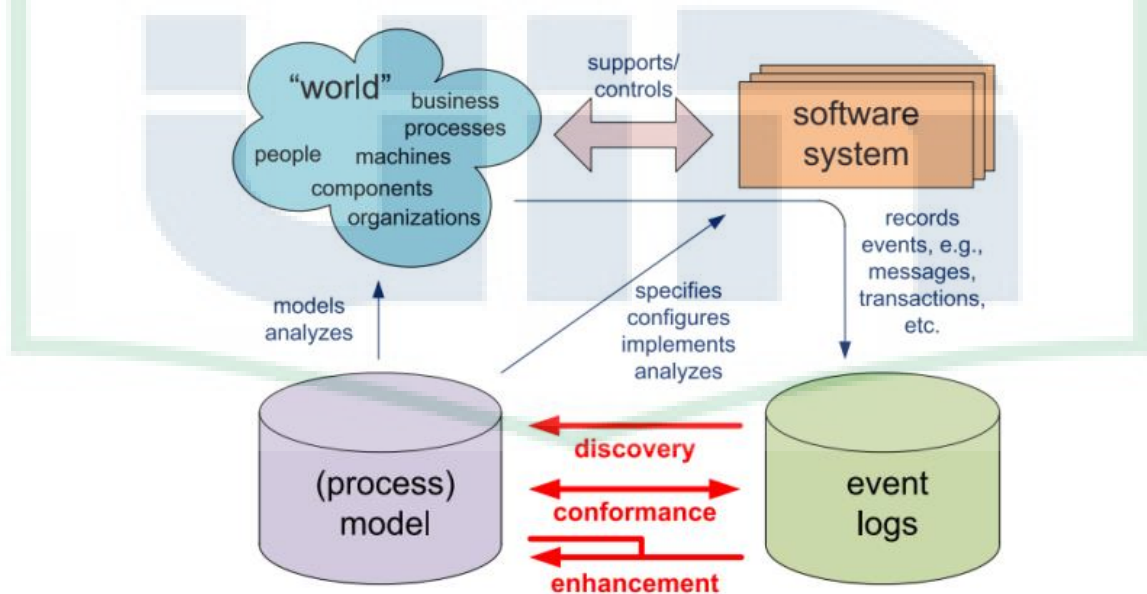 “world”
business
processes
people
machines
components
organizations
supports/
controls
software
system
records
events, e.g.,
messages,
transactions,
etc.
models
analyzes
specifies
configures
implements
analyzes
(process)
model
discovery
conformance
enhancement
event
logs